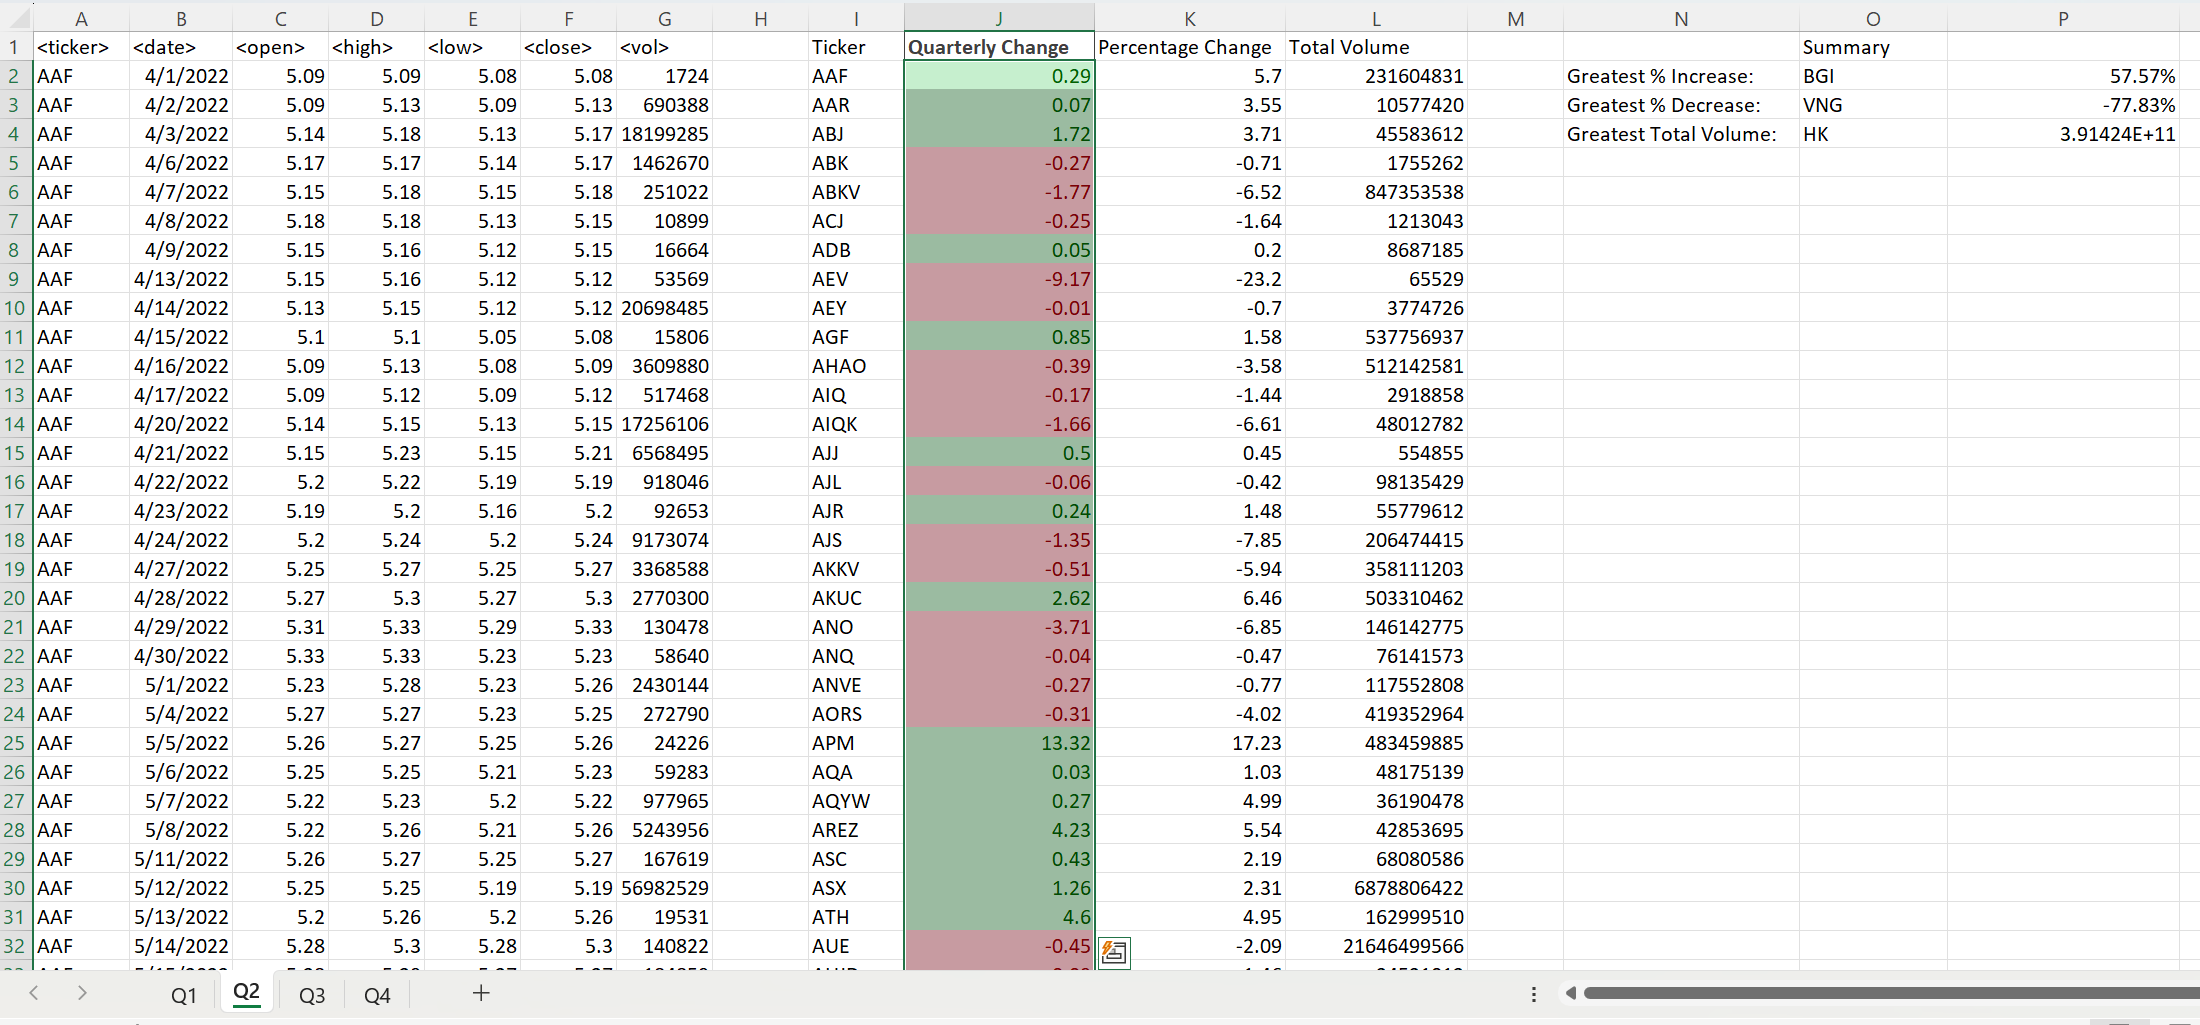 A B C D E F G H I J K L M N O P
1 <ticker> <date> <open> <high> <low> <close> <vol> Ticker Quarterly Change Percentage Change Total Volume Summary
2 AAF 4/1/2022 5.09 5.09 5.08 5.08 1724 AAF 0.29 5.7 231604831 Greatest % Increase: BGI 57.57%
3 AAF 4/2/2022 5.09 5.13 5.09 5.13 690388 AAR 0.07 3.55 10577420 Greatest % Decrease: VNG -77.83%
4 AAF 4/3/2022 5.14 5.18 5.13 5.17 18199285 ABJ 1.72 3.71 45583612 Greatest Total Volume: HK 3.91424E+11
5 AAF 4/6/2022 5.17 5.17 5.14 5.17 1462670 ABK -0.27 -0.71 1755262
6 AAF 4/7/2022 5.15 5.18 5.15 5.18 251022 ABKV -1.77 -6.52 847353538
7 AAF 4/8/2022 5.18 5.18 5.13 5.15 10899 ACJ -0.25 -1.64 1213043
8 AAF 4/9/2022 5.15 5.16 5.12 5.15 16664 ADB 0.05 0.2 8687185
9 AAF 4/13/2022 5.15 5.16 5.12 5.12 53569 AEV -9.17 -23.2 65529
10 AAF 4/14/2022 5.13 5.15 5.12 5.12 20698485 AEY -0.01 -0.7 3774726
11 AAF 4/15/2022 5.1 5.1 5.05 5.08 15806 AGF 0.85 1.58 537756937
12 AAF 4/16/2022 5.09 5.13 5.08 5.09 3609880 AHAO -0.39 -3.58 512142581
13 AAF 4/17/2022 5.09 5.12 5.09 5.12 517468 AIQ -0.17 -1.44 2918858
14 AAF 4/20/2022 5.14 5.15 5.13 5.15 17256106 AIQK -1.66 -6.61 48012782
15 AAF 4/21/2022 5.15 5.23 5.15 5.21 6568495 AJJ 0.5 0.45 554855
16 AAF 4/22/2022 5.2 5.22 5.19 5.19 918046 AJL -0.06 -0.42 98135429
17 AAF 4/23/2022 5.19 5.2 5.16 5.2 92653 AJR 0.24 1.48 55779612
18 AAF 4/24/2022 5.2 5.24 5.2 5.24 9173074 AJS -1.35 -7.85 206474415
19 AAF 4/27/2022 5.25 5.27 5.25 5.27 3368588 AKKV -0.51 -5.94 358111203
20 AAF 4/28/2022 5.27 5.3 5.27 5.3 2770300 AKUC 2.62 6.46 503310462
21 AAF 4/29/2022 5.31 5.33 5.29 5.33 130478 ANO -3.71 -6.85 146142775
22 AAF 4/30/2022 5.33 5.33 5.23 5.23 58640 ANQ -0.04 -0.47 76141573
23 AAF 5/1/2022 5.23 5.28 5.23 5.26 2430144 ANVE -0.27 -0.77 117552808
24 AAF 5/4/2022 5.27 5.27 5.23 5.25 272790 AORS -0.31 -4.02 419352964
25 AAF 5/5/2022 5.26 5.27 5.25 5.26 24226 APM 13.32 17.23 483459885
26 AAF 5/6/2022 5.25 5.25 5.21 5.23 59283 AQA 0.03 1.03 48175139
27 AAF 5/7/2022 5.22 5.23 5.2 5.22 977965 AQYW 0.27 4.99 36190478
28 AAF 5/8/2022 5.22 5.26 5.21 5.26 5243956 AREZ 4.23 5.54 42853695
29 AAF 5/11/2022 5.26 5.27 5.25 5.27 167619 ASC 0.43 2.19 68080586
30 AAF 5/12/2022 5.25 5.25 5.19 5.19 56982529 ASX 1.26 2.31 6878806422
31 AAF 5/13/2022 5.2 5.26 5.2 5.26 19531 ATH 4.6 4.95 162999510
32 AAF 5/14/2022 5.28 5.3 5.28 5.3 140822 AUE -0.45 -2.09 21646499566
Q1 Q2 Q3 Q4 +